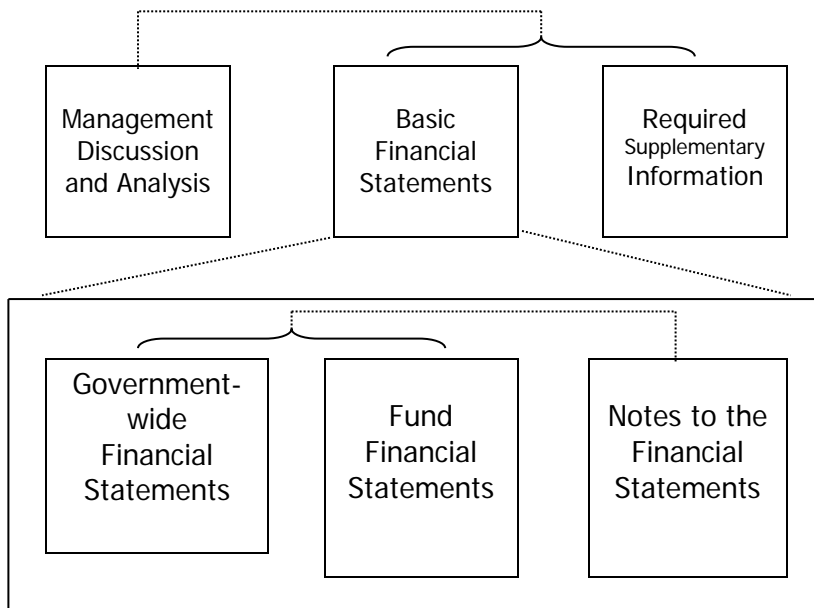 Management
Discussion
and Analysis
Basic
Financial
Statements
Required
Supplementary
Information
Government-
wide
Financial
Statements
Fund
Financial
Statements
Notes to the
Financial
Statements